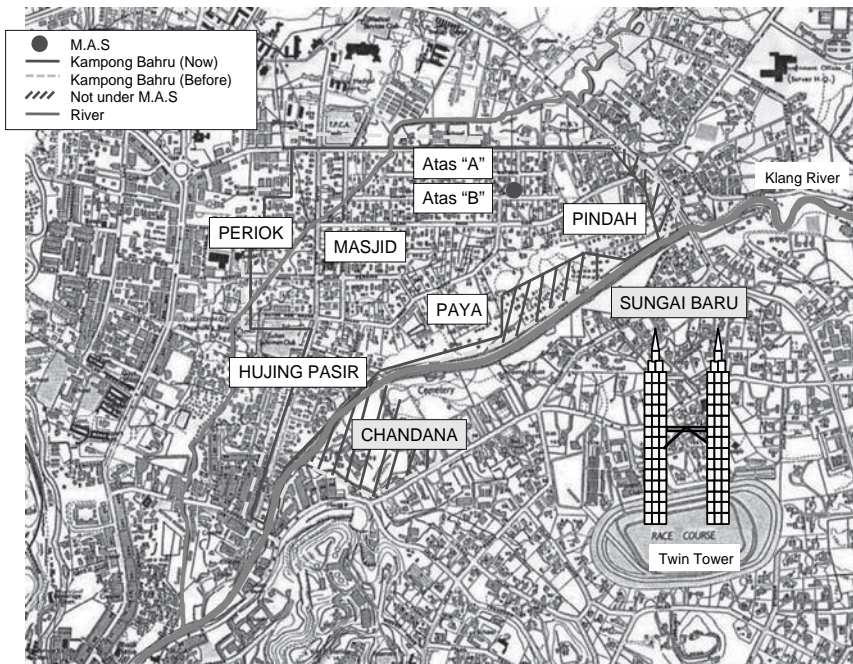 M.A.S
Kampong Bahru (Now)
Kampong Bahru (Before)
Not under M.A.S
River
Atas “A”
Klang River
Atas “B”
PINDAH
PERIOK
MASJID
SUNGAI BARU
PAYA
HUJING PASIR
Cemetery
CHANDANA
RACE COURSE
Twin Tower